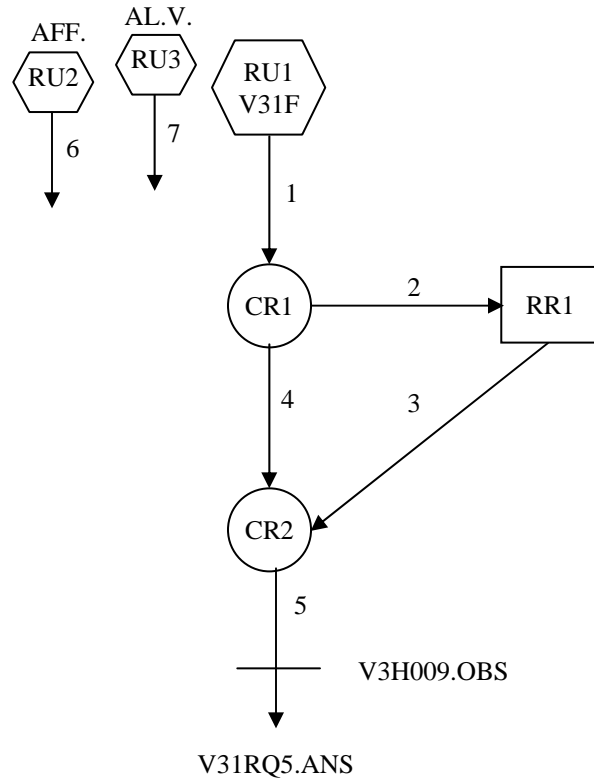 AFF.
AL.V.
RU2
RU3
RU1
V31F
6
7
1
CR1
2
RR1
4
3
CR2
5
V3H009.OBS
V31RQ5.ANS